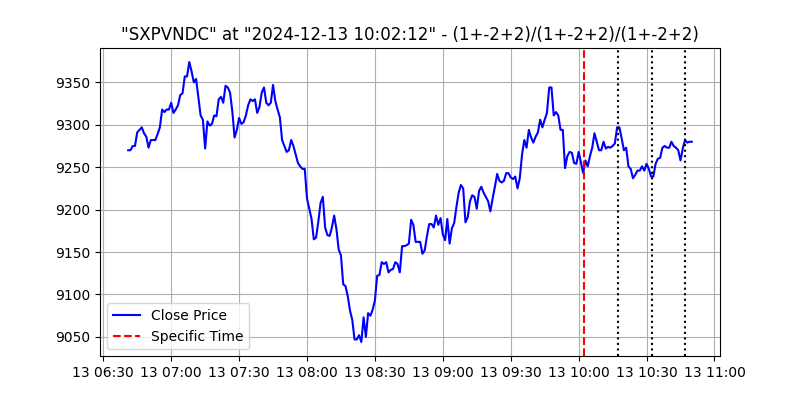 "SXPVNDC" at "2024-12-13 10:02:12" - (1+-2+2)/(1+-2+2)/(1+-2+2)
9350
9300
9250
9200
9150
9100
9050
Close Price
Specific Time
13 06:30 13 07:00 13 07:30 13 08:00 13 08:30 13 09:00 13 09:30 13 10:00 13 10:30 13 11:00